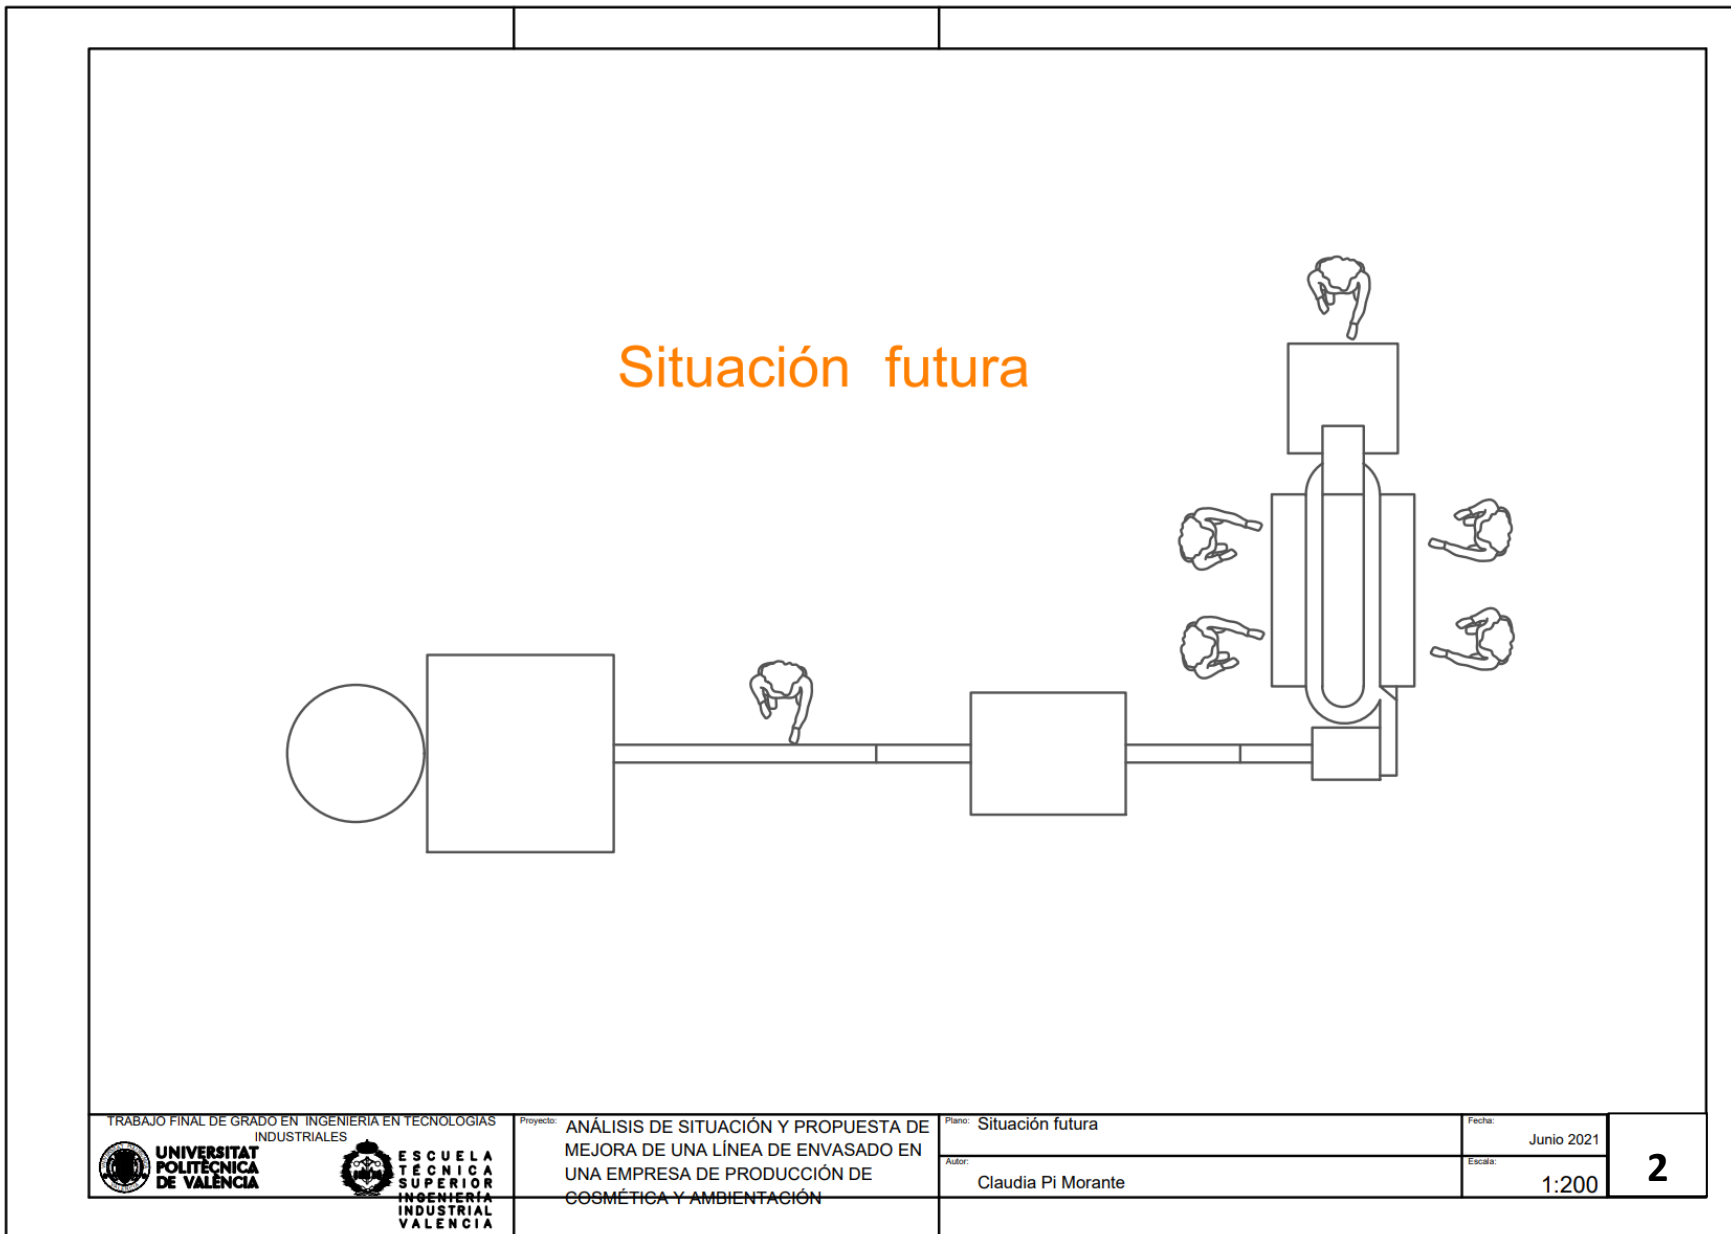 Situación futura
TRABAJO FINAL DE GRADO EN INGENIERÍA EN TECNOLOGÍAS
INDUSTRIALES
UNIVERSITAT
POLITÈCNICA
DE VALÈNCIA
ESCUELA
TÉCNICA
SUPERIOR
INGENIERÍA
INDUSTRIAL
VALENCIA
Proyecto:
ANÁLISIS DE SITUACIÓN Y PROPUESTA DE
MEJORA DE UNA LÍNEA DE ENVASADO EN
UNA EMPRESA DE PRODUCCIÓN DE
COSMÉTICA Y AMBIENTACIÓN
Plano: Situación futura
Autor:
Claudia Pi Morante
Fecha:
Junio 2021
Escala:
1:200
2